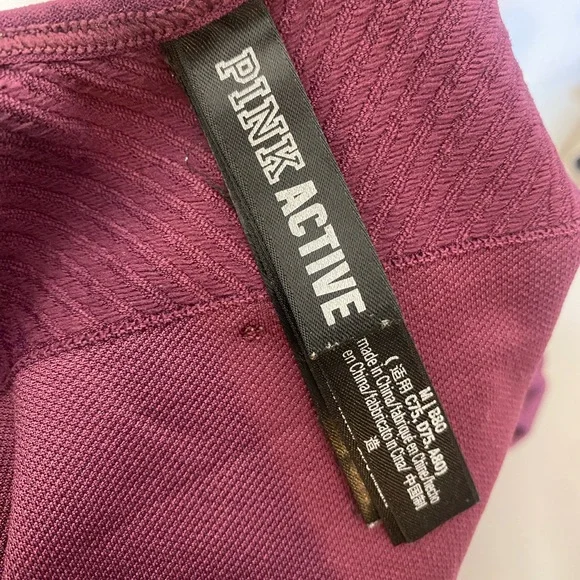 PINK ACTIVE
M | B80
(适用 C75, D75, A80)
made in China/fabriqué en Chine/hecho
en China/fabbricato in Cina/ 中国制
造